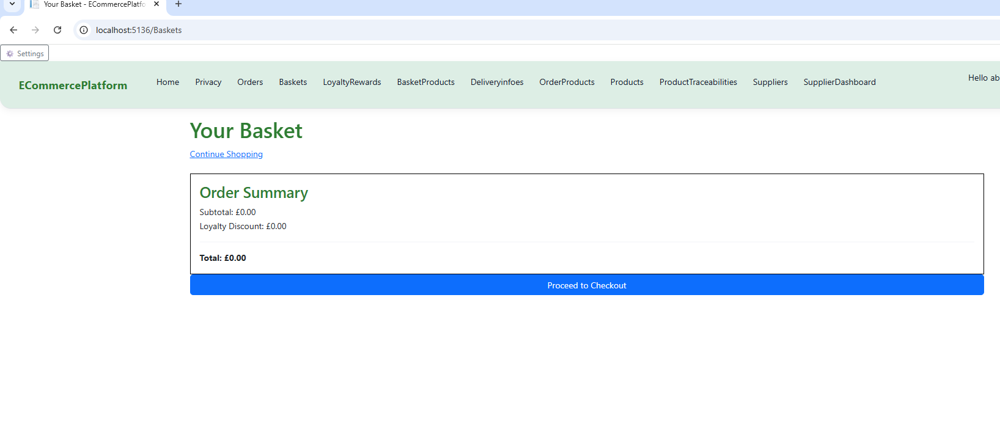 Your Basket - ECommercePlatfo
localhost:5136/Baskets
Settings
ECommercePlatform Home Privacy Orders Baskets LoyaltyRewards BasketProducts Deliveryinfoes OrderProducts Products ProductTraceabilities Suppliers SupplierDashboard Hello ab
Your Basket
Continue Shopping
Order Summary
Subtotal: £0.00
Loyalty Discount: £0.00
Total: £0.00
Proceed to Checkout